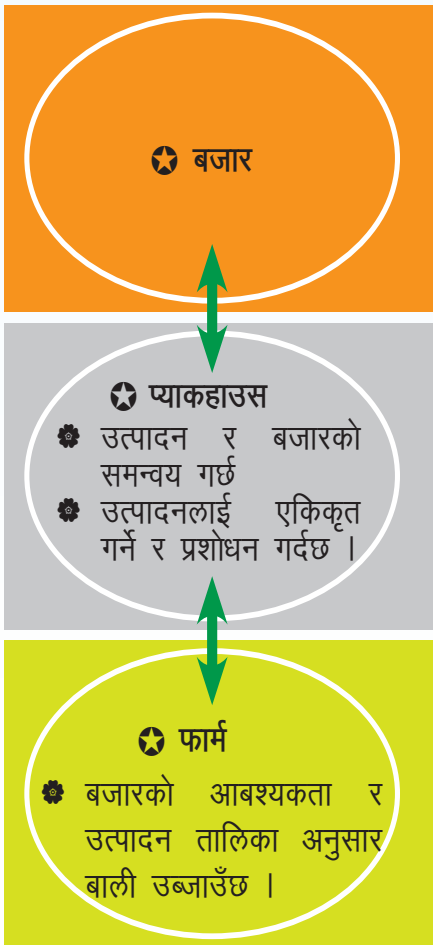 ✪ बजार
✪ प्याकहाउस
उत्पादन र बजारको
समन्वय गर्छ
उत्पादनलाई एकिकृत
गर्ने र प्रशोधन गर्दछ ।
✪ फार्म
बजारको आबश्यकता र
उत्पादन तालिका अनुसार
बाली उब्जाउँछ ।